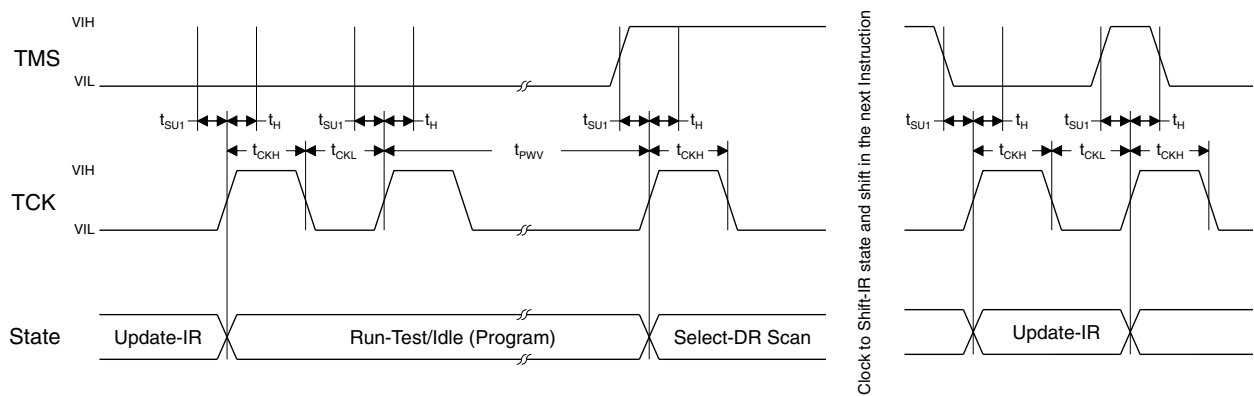 VIH
TMS
VIL
tSU1 tH tSU1 tH tSU1 tH tSU1 tH tSU1 tH
tCKH tCKL tPWV tCKH tCKH tCKL tCKH
VIH
TCK
VIL
State Update-IR Run-Test/Idle (Program) Select-DR Scan Update-IR
Clock to Shift-IR state and shift in the next Instruction